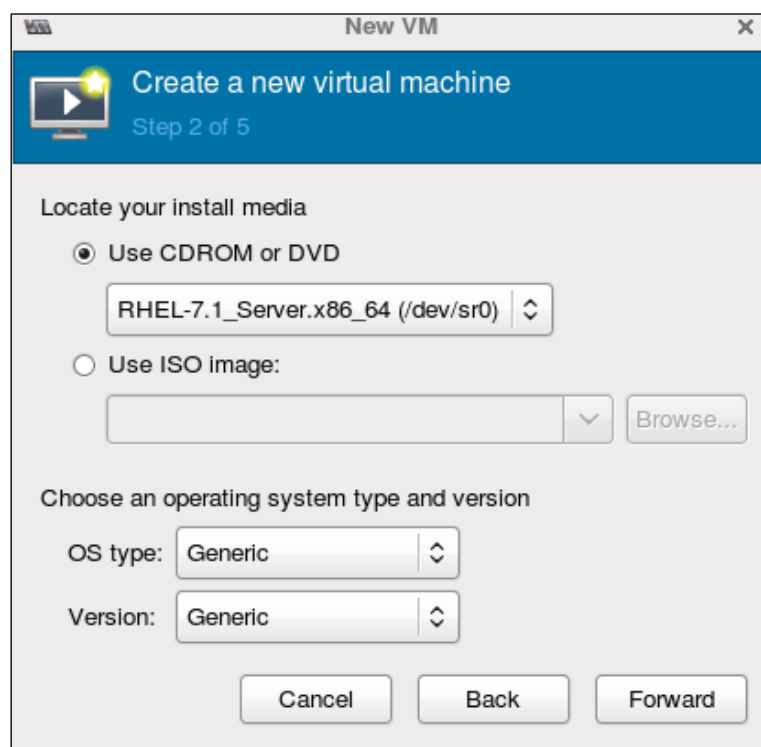 New VM
Create a new virtual machine
Step 2 of 5
Locate your install media
Use CDROM or DVD
RHEL-7.1_Server.x86_64 (/dev/sr0)
Use ISO image:
Browse...
Choose an operating system type and version
OS type: Generic
Version: Generic
Cancel Back Forward